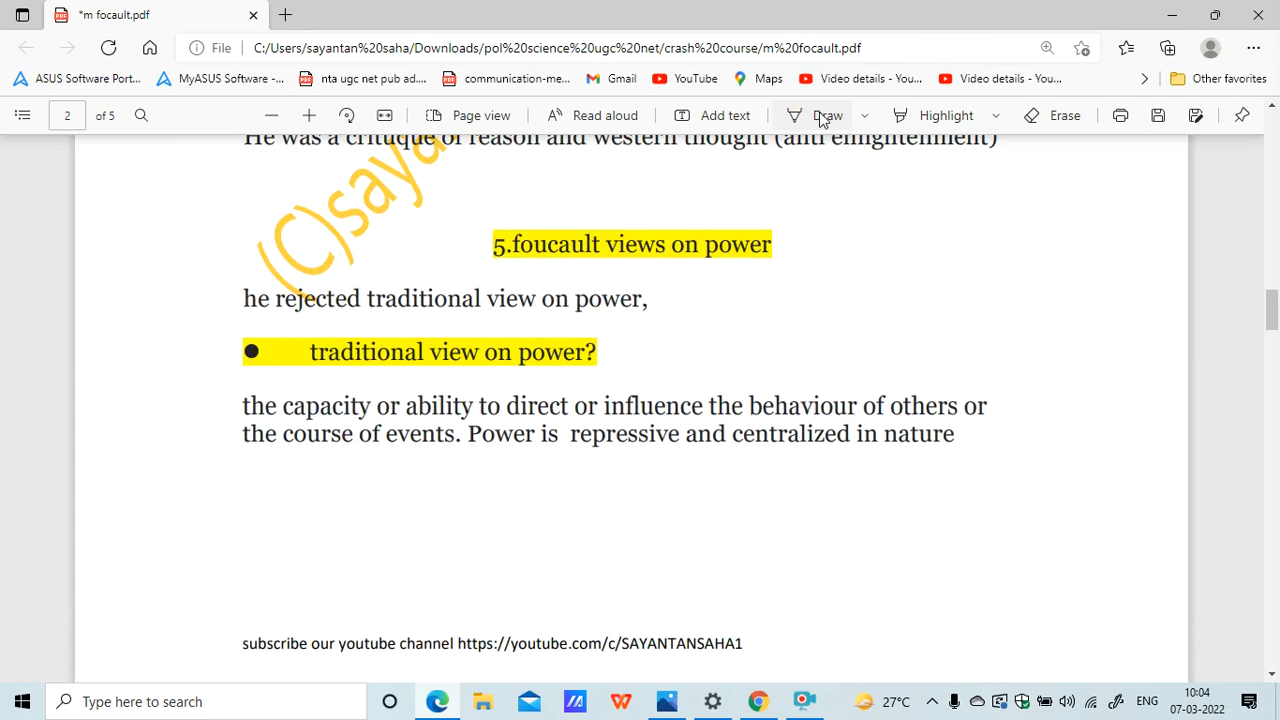 *m focault.pdf
File
C:/Users/sayantan%20saha/Downloads/pol%20science%20ugc%20net/crash%20course/m%20focault.pdf
ASUS Software Port...
MyASUS Software -...
nta ugc net pub ad....
communication-me...
Gmail
YouTube
Maps
Video details - You...
Video details - You...
Other favorites
2 of 5
Page view
Read aloud
Add text
Draw
Highlight
Erase
He was a critique of reason and western thought (anti enlightenment)
(C)saya
5.foucault views on power
he rejected traditional view on power,
● traditional view on power?
the capacity or ability to direct or influence the behaviour of others or
the course of events. Power is repressive and centralized in nature
subscribe our youtube channel https://youtube.com/c/SAYANTANSAHA1
Type here to search
27°C
ENG
10:04
07-03-2022